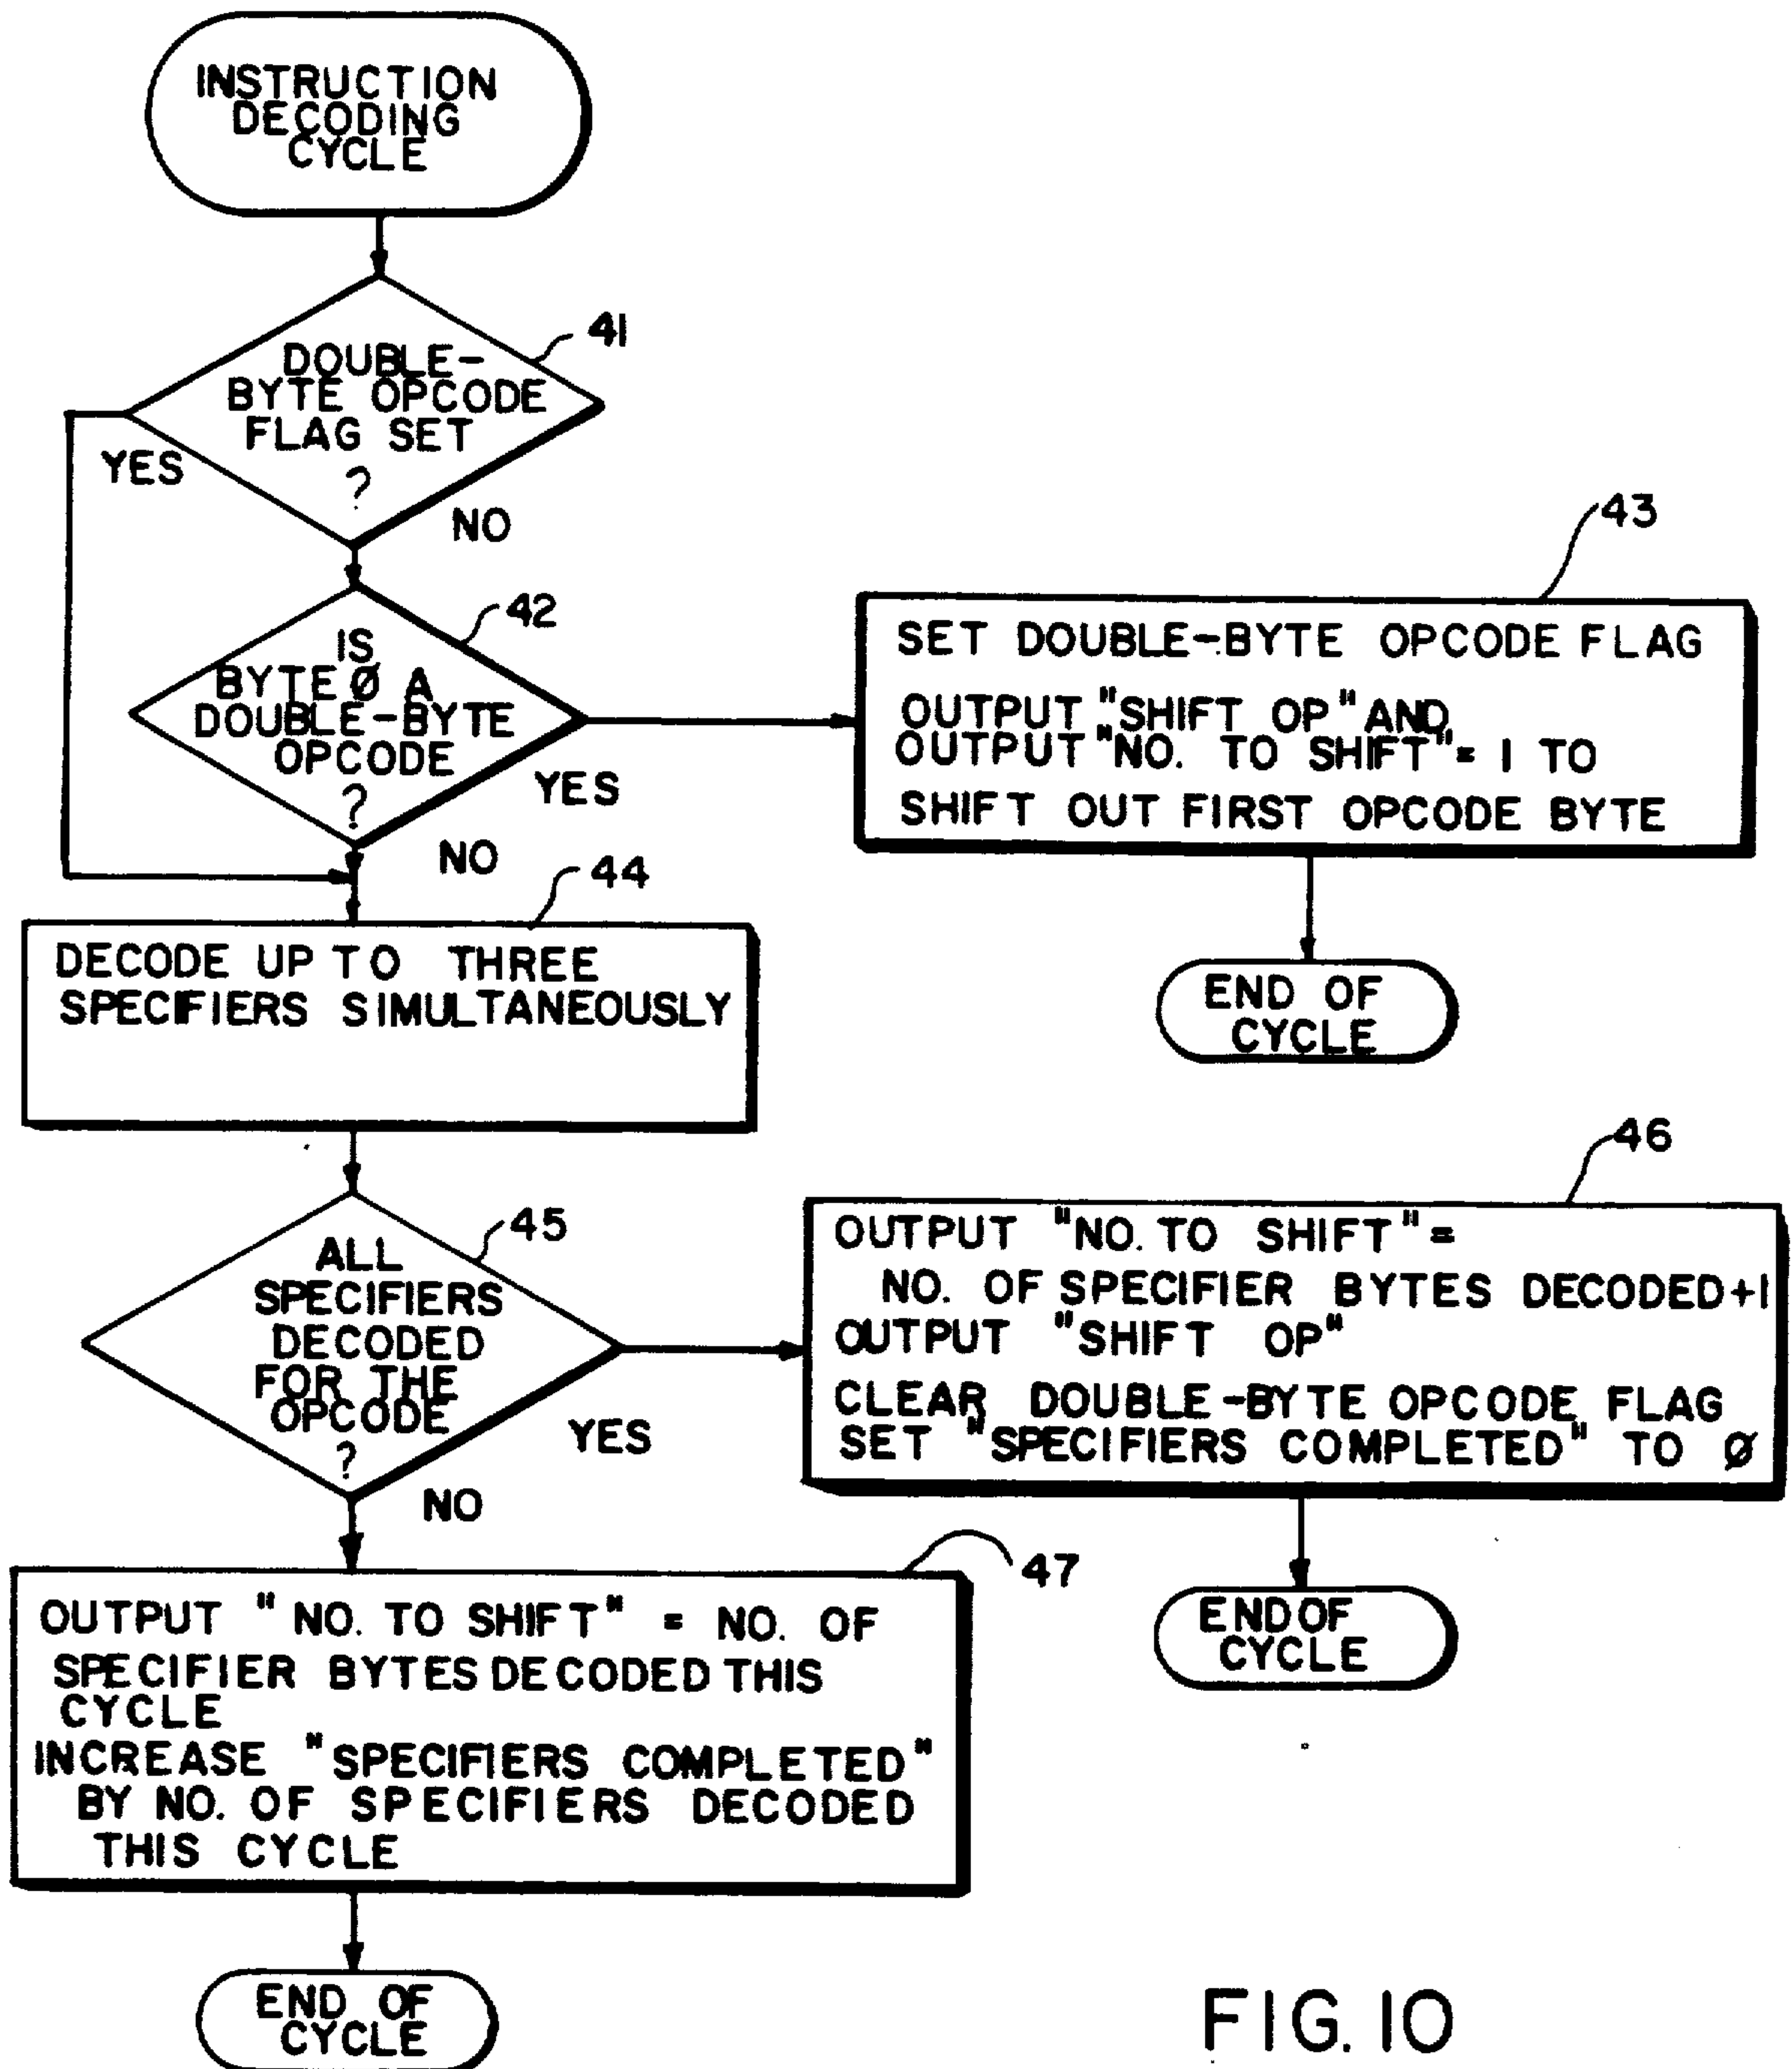 INSTRUCTION
DECODING
CYCLE
41
DOUBLE-
BYTE OPCODE
FLAG SET
?
YES
NO
42
IS
BYTE Ø A
DOUBLE-BYTE
OPCODE
?
YES
NO
43
SET DOUBLE-BYTE OPCODE FLAG
OUTPUT "SHIFT OP" AND
OUTPUT "NO. TO SHIFT" = 1 TO
SHIFT OUT FIRST OPCODE BYTE
END OF
CYCLE
44
DECODE UP TO THREE
SPECIFIERS SIMULTANEOUSLY
45
ALL
SPECIFIERS
DECODED
FOR THE
OPCODE
?
YES
NO
46
OUTPUT "NO. TO SHIFT" =
NO. OF SPECIFIER BYTES DECODED+1
OUTPUT "SHIFT OP"
CLEAR DOUBLE-BYTE OPCODE FLAG
SET "SPECIFIERS COMPLETED" TO Ø
END OF
CYCLE
47
OUTPUT "NO. TO SHIFT" = NO. OF
SPECIFIER BYTES DECODED THIS
CYCLE
INCREASE "SPECIFIERS COMPLETED"
BY NO. OF SPECIFIERS DECODED
THIS CYCLE
END OF
CYCLE
FIG. 10